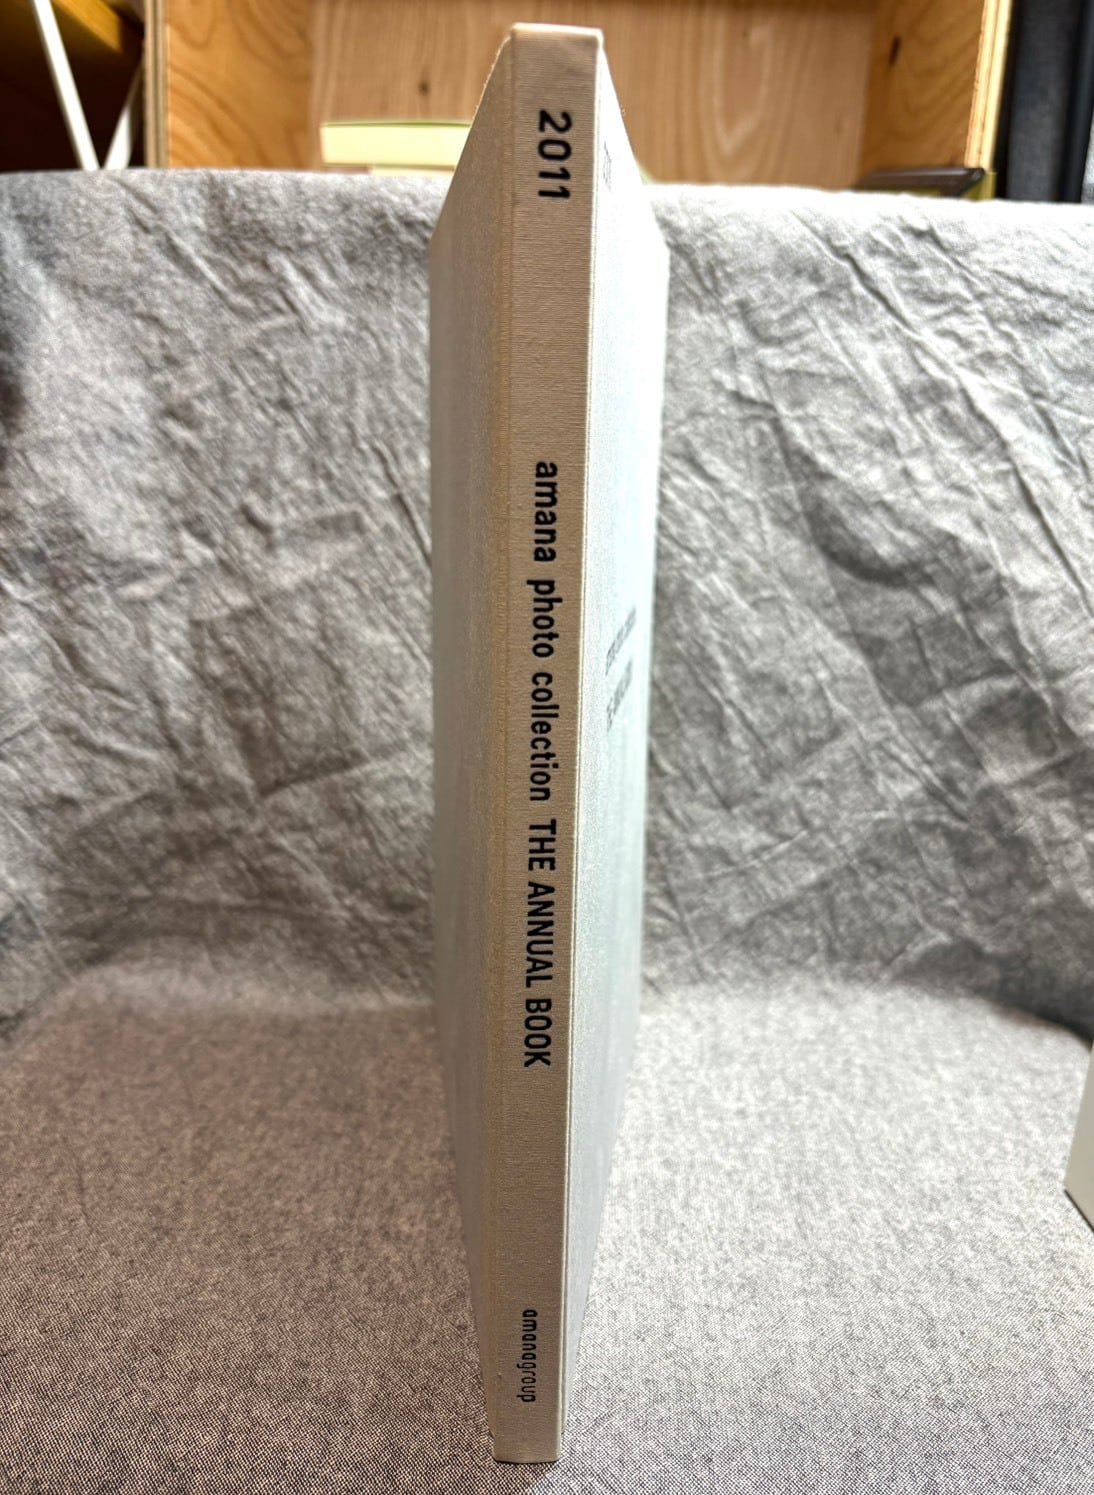 2011
amana photo collection THE ANNUAL BOOK
amanagroup